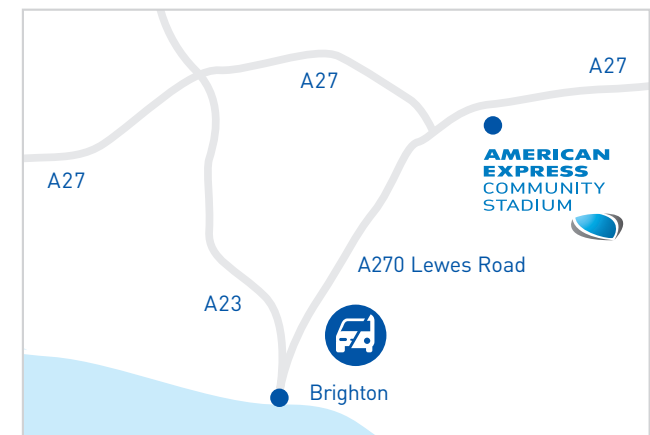 A27
A27
A27
AMERICAN
EXPRESS
COMMUNITY
STADIUM
A270 Lewes Road
A23
Brighton